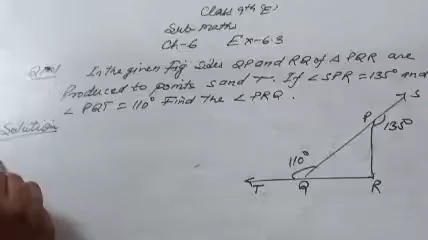 Class 9th 'E'
Sub- Maths
Ch-6 Ex-6.3
Qno1 In the given Fig Sides QP and RQ of △ PQR are
Produced to points S and T. If ∠SPR = 135° and
∠ PQT = 110° Find the ∠ PRQ.
Solution
S
P
135°
110°
T Q R